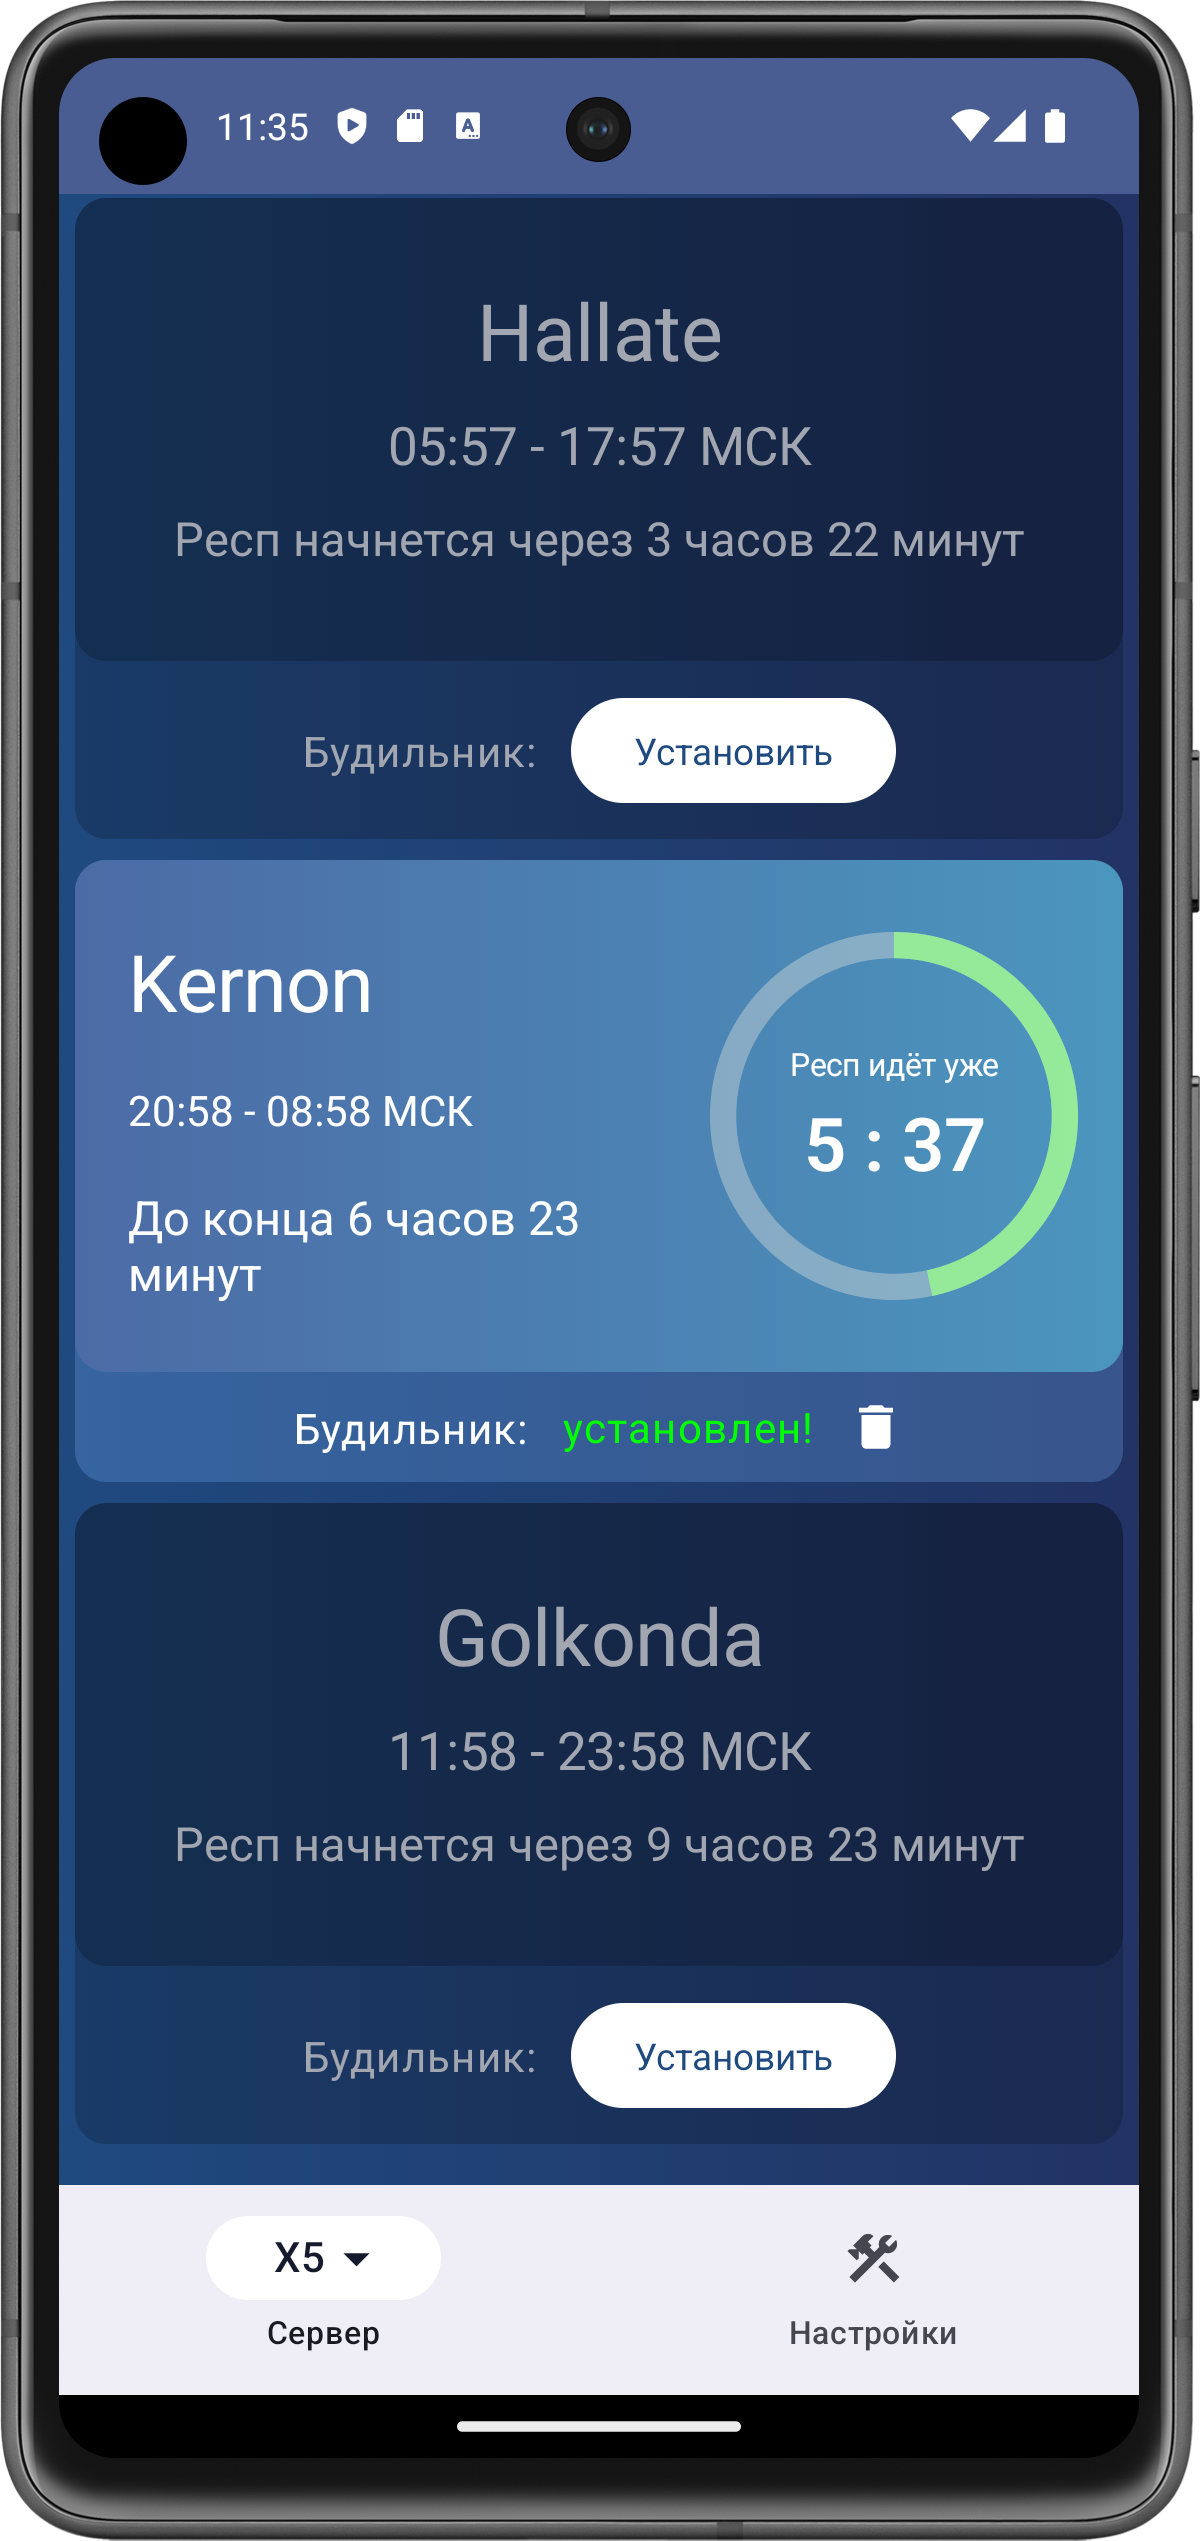 11:35
Hallate
05:57 - 17:57 МСК
Респ начнется через 3 часов 22 минут
Будильник: Установить
Kernon
20:58 - 08:58 МСК
До конца 6 часов 23
минут
Респ идёт уже
5 : 37
Будильник: установлен!
Golkonda
11:58 - 23:58 МСК
Респ начнется через 9 часов 23 минут
Будильник: Установить
X5
Сервер
Настройки